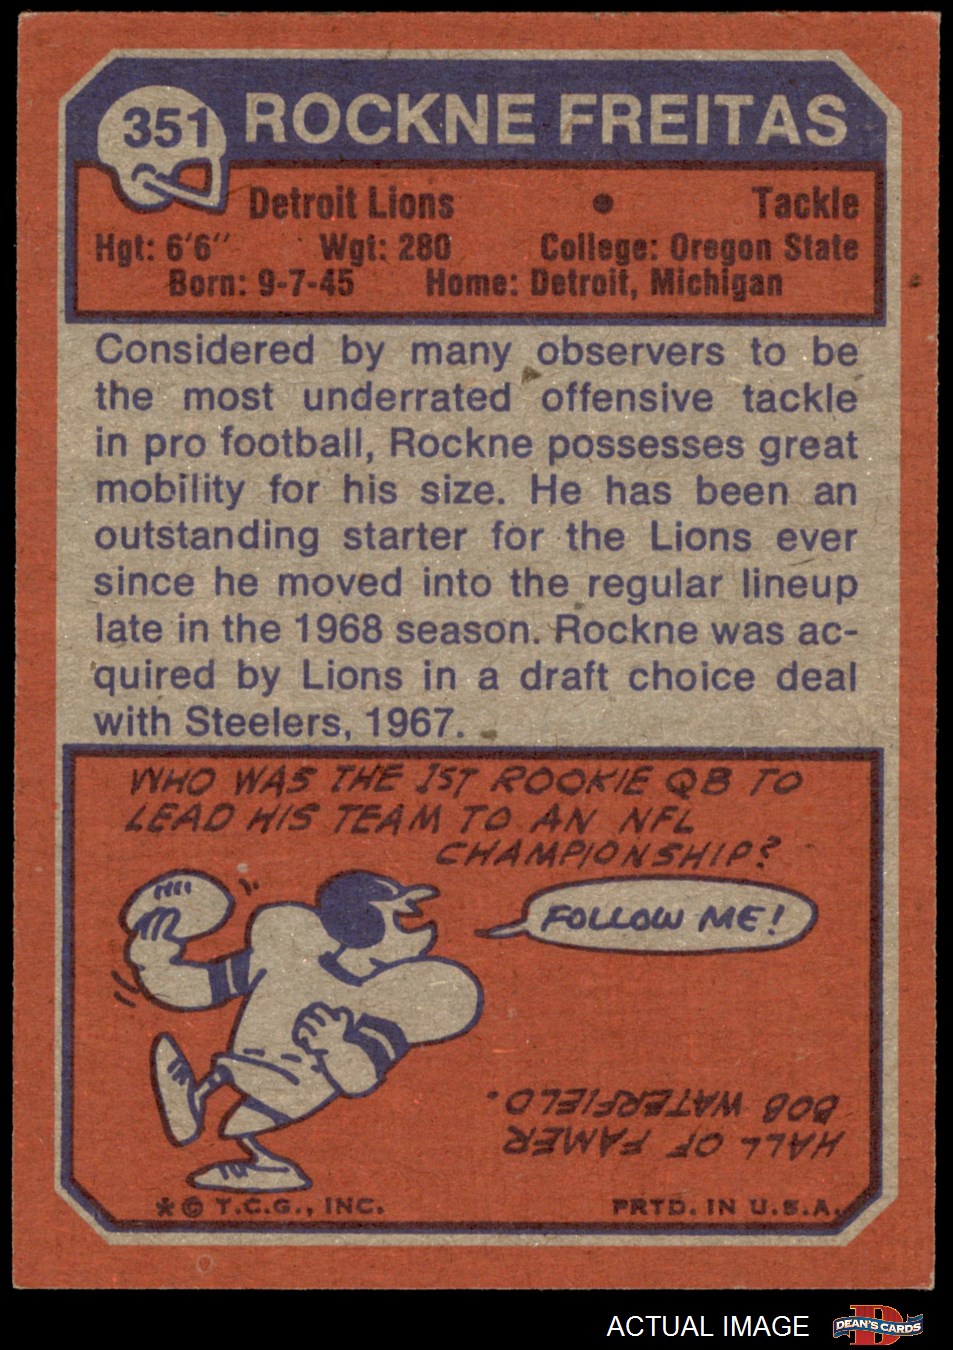 351 ROCKNE FREITAS
Detroit Lions • Tackle
Hgt: 6'6" Wgt: 280 College: Oregon State
Born: 9-7-45 Home: Detroit, Michigan
Considered by many observers to be
the most underrated offensive tackle
in pro football, Rockne possesses great
mobility for his size. He has been an
outstanding starter for the Lions ever
since he moved into the regular lineup
late in the 1968 season. Rockne was ac-
quired by Lions in a draft choice deal
with Steelers, 1967.
WHO WAS THE 1ST ROOKIE QB TO
LEAD HIS TEAM TO AN NFL
CHAMPIONSHIP?
FOLLOW ME!
HALL OF FAMER
BOB WATERFIELD.
* © T.C.G., INC. PRTD. IN U.S.A.
ACTUAL IMAGE D DEAN'S CARDS